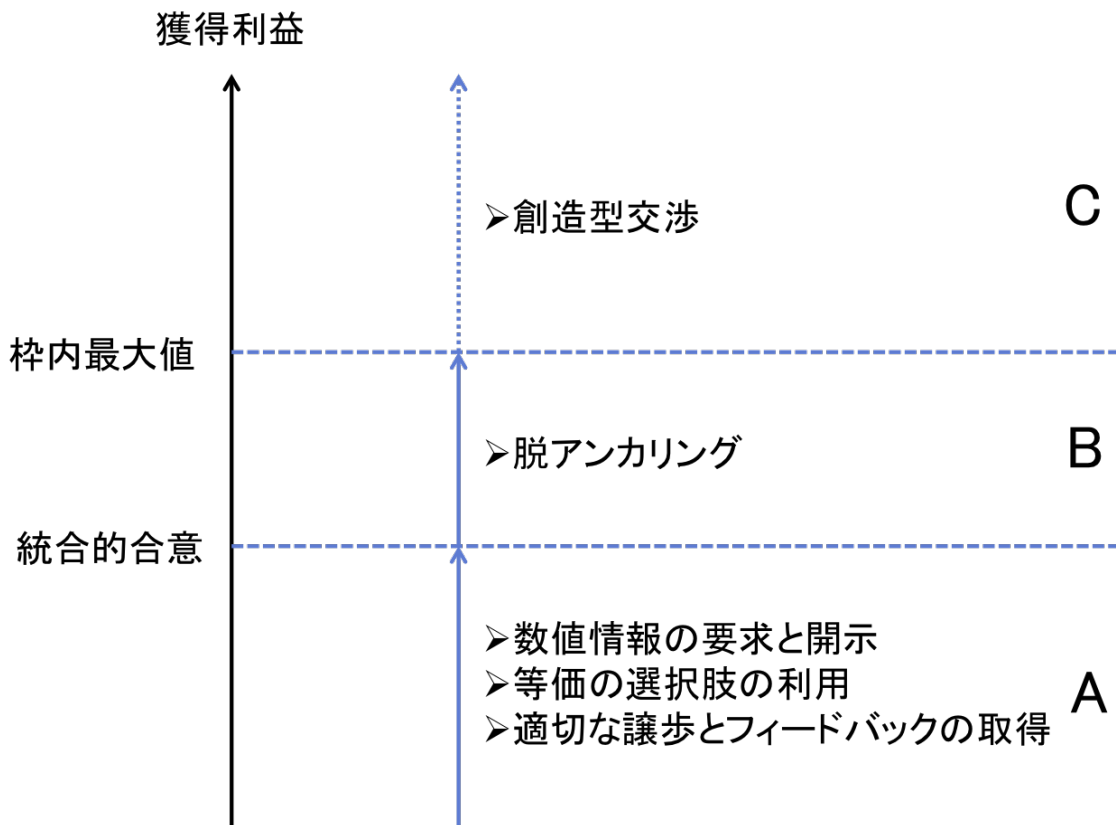 獲得利益
➢創造型交渉
C
枠内最大値
➢脱アンカリング
B
統合的合意
➢数値情報の要求と開示
➢等価の選択肢の利用
➢適切な譲歩とフィードバックの取得
A